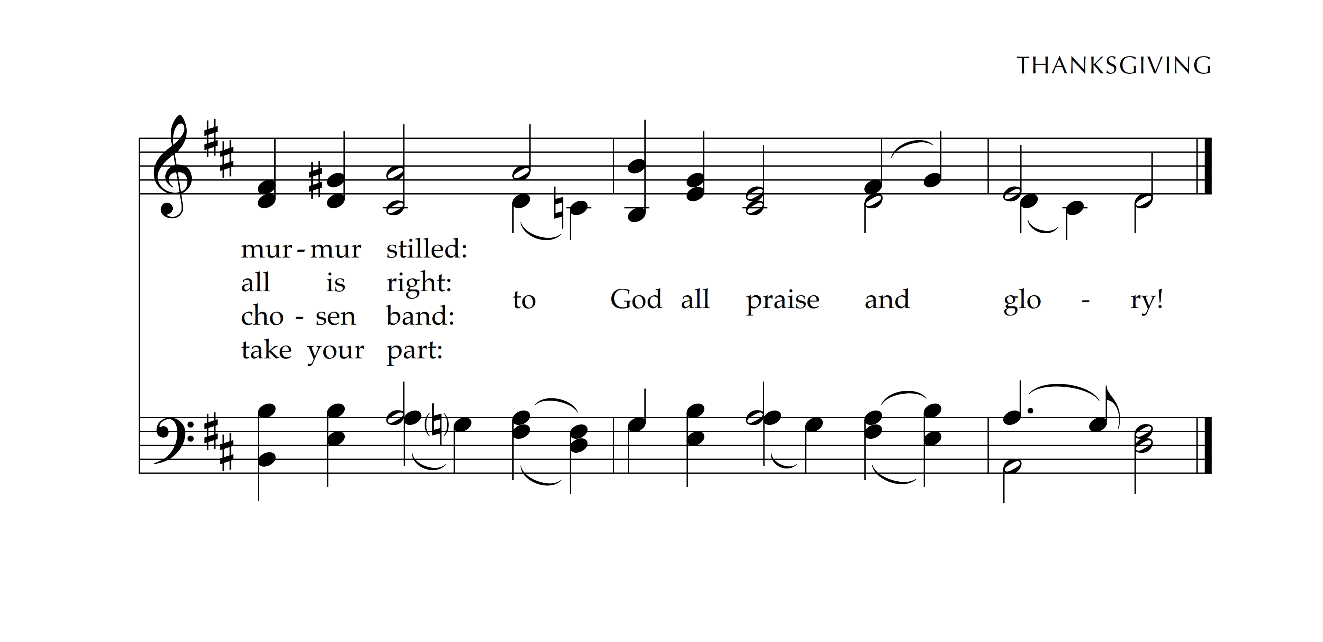 THANKSGIVING
mur - mur stilled:
all is right:
to God all praise and glo - ry!
cho - sen band:
take your part: